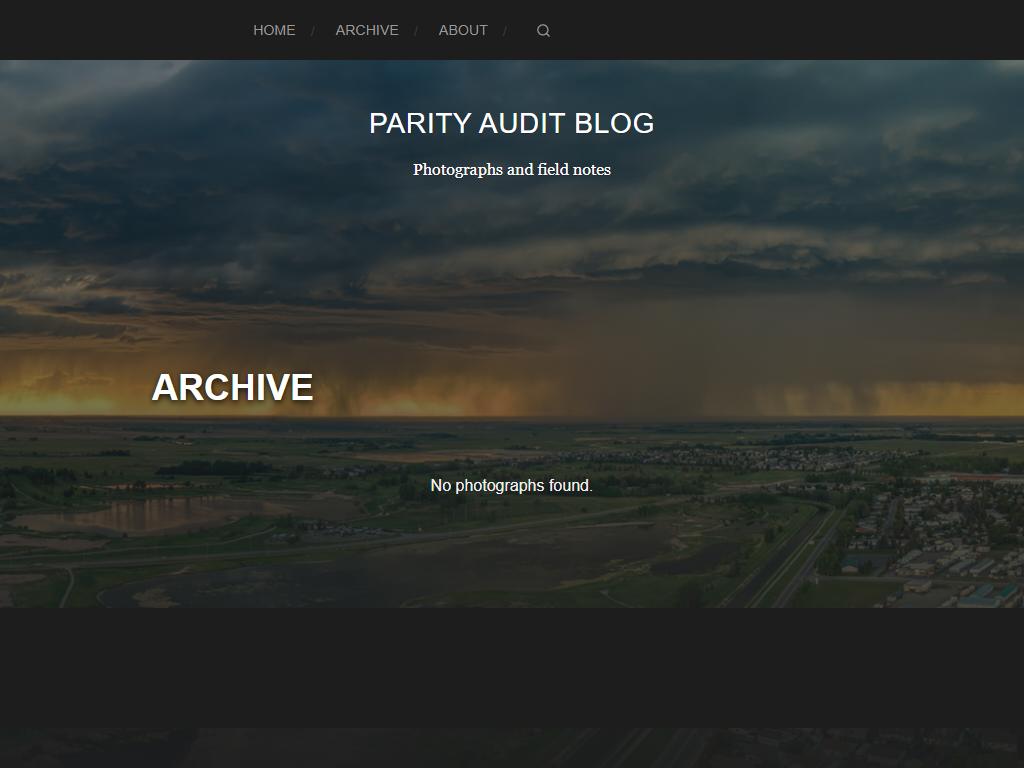 HOME / ARCHIVE / ABOUT /
PARITY AUDIT BLOG
Photographs and field notes
ARCHIVE
No photographs found.